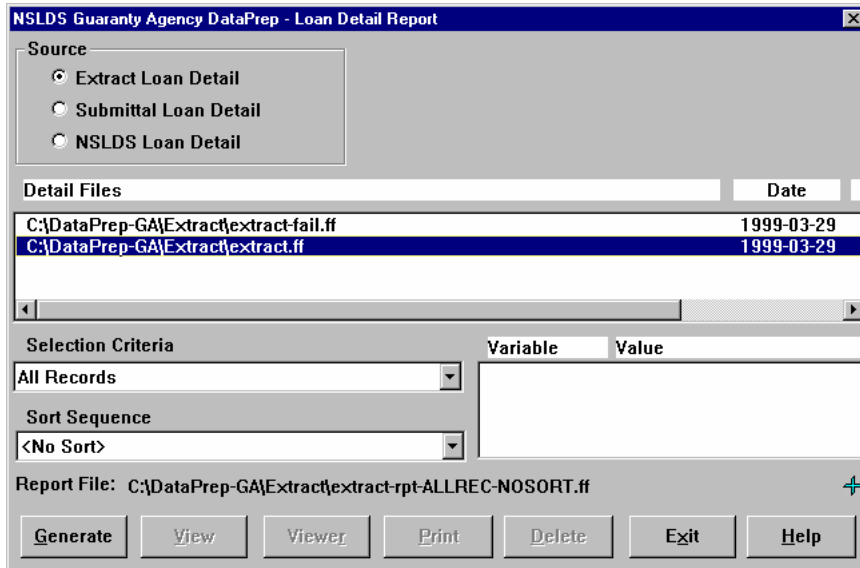 NSLDS Guaranty Agency DataPrep - Loan Detail Report
Source
Extract Loan Detail
Submittal Loan Detail
NSLDS Loan Detail
Detail Files Date
C:\DataPrep-GA\Extract\extract-fail.ff 1999-03-29
C:\DataPrep-GA\Extract\extract.ff 1999-03-29
Selection Criteria Variable Value
All Records
Sort Sequence
<No Sort>
Report File: C:\DataPrep-GA\Extract\extract-rpt-ALLREC-NOSORT.ff
Generate View Viewer Print Delete Exit Help